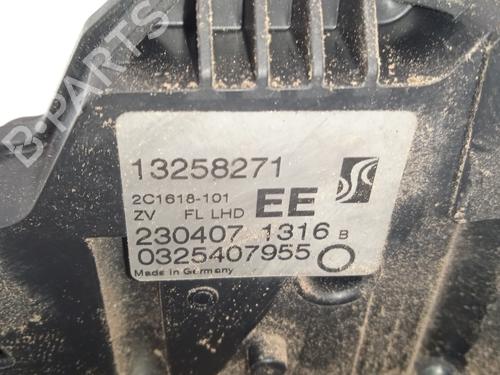 B-PARTS
13258271
2C1618-101
ZV FL LHD EE
230407 1316 B
0325407955
Made in Germany